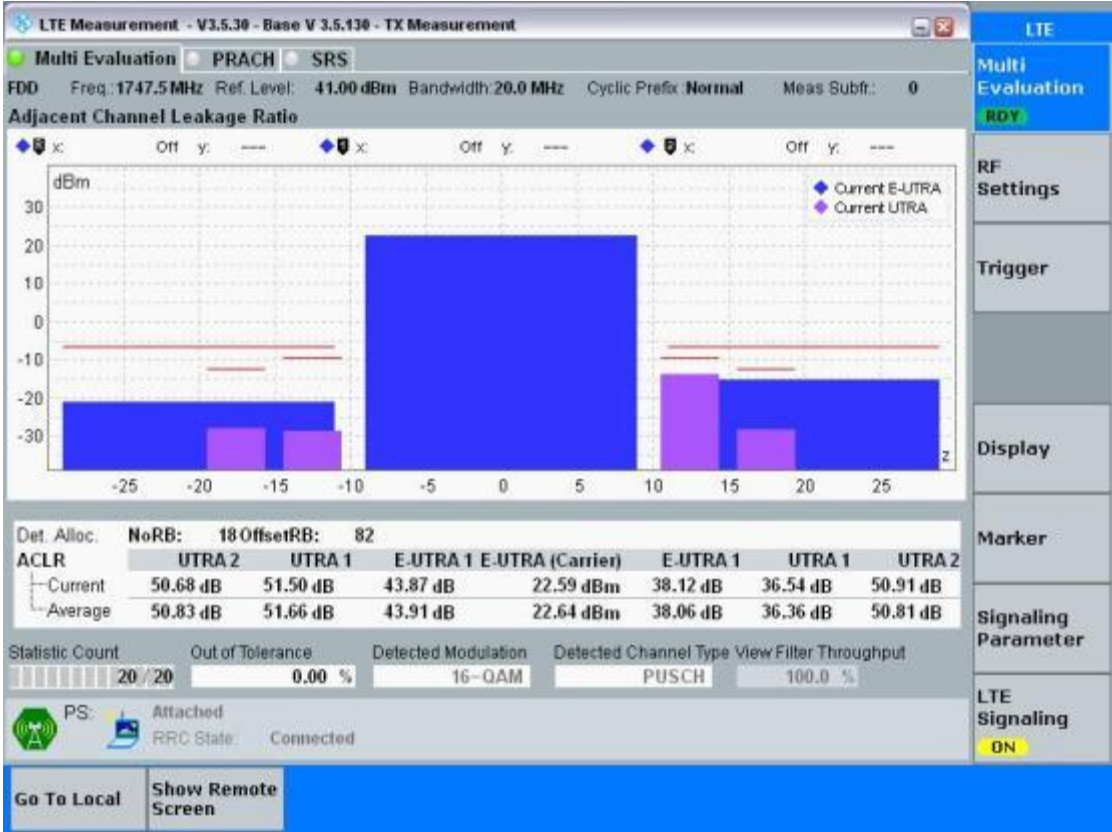 LTE Measurement - V3.5.30 - Base V 3.5.130 - TX Measurement
LTE
Multi Evaluation PRACH SRS
FDD Freq.: 1747.5 MHz Ref. Level: 41.00 dBm Bandwidth: 20.0 MHz Cyclic Prefix: Normal Meas Subfr.: 0
Adjacent Channel Leakage Ratio
x: Off y: --- x: Off y: --- x: Off y: ---
dBm
Current E-UTRA
Current UTRA
30
20
10
0
-10
-20
-30
z
-25 -20 -15 -10 -5 0 5 10 15 20 25
Det. Alloc. NoRB: 18 OffsetRB: 82
ACLR UTRA 2 UTRA 1 E-UTRA 1 E-UTRA (Carrier) E-UTRA 1 UTRA 1 UTRA 2
Current 50.68 dB 51.50 dB 43.87 dB 22.59 dBm 38.12 dB 36.54 dB 50.91 dB
Average 50.83 dB 51.66 dB 43.91 dB 22.64 dBm 38.06 dB 36.36 dB 50.81 dB
Statistic Count Out of Tolerance Detected Modulation Detected Channel Type View Filter Throughput
20 / 20 0.00 % 16-QAM PUSCH 100.0 %
PS: Attached
RRC State: Connected
Multi
Evaluation
RDY
RF
Settings
Trigger
Display
Marker
Signaling
Parameter
LTE
Signaling
ON
Go To Local
Show Remote
Screen